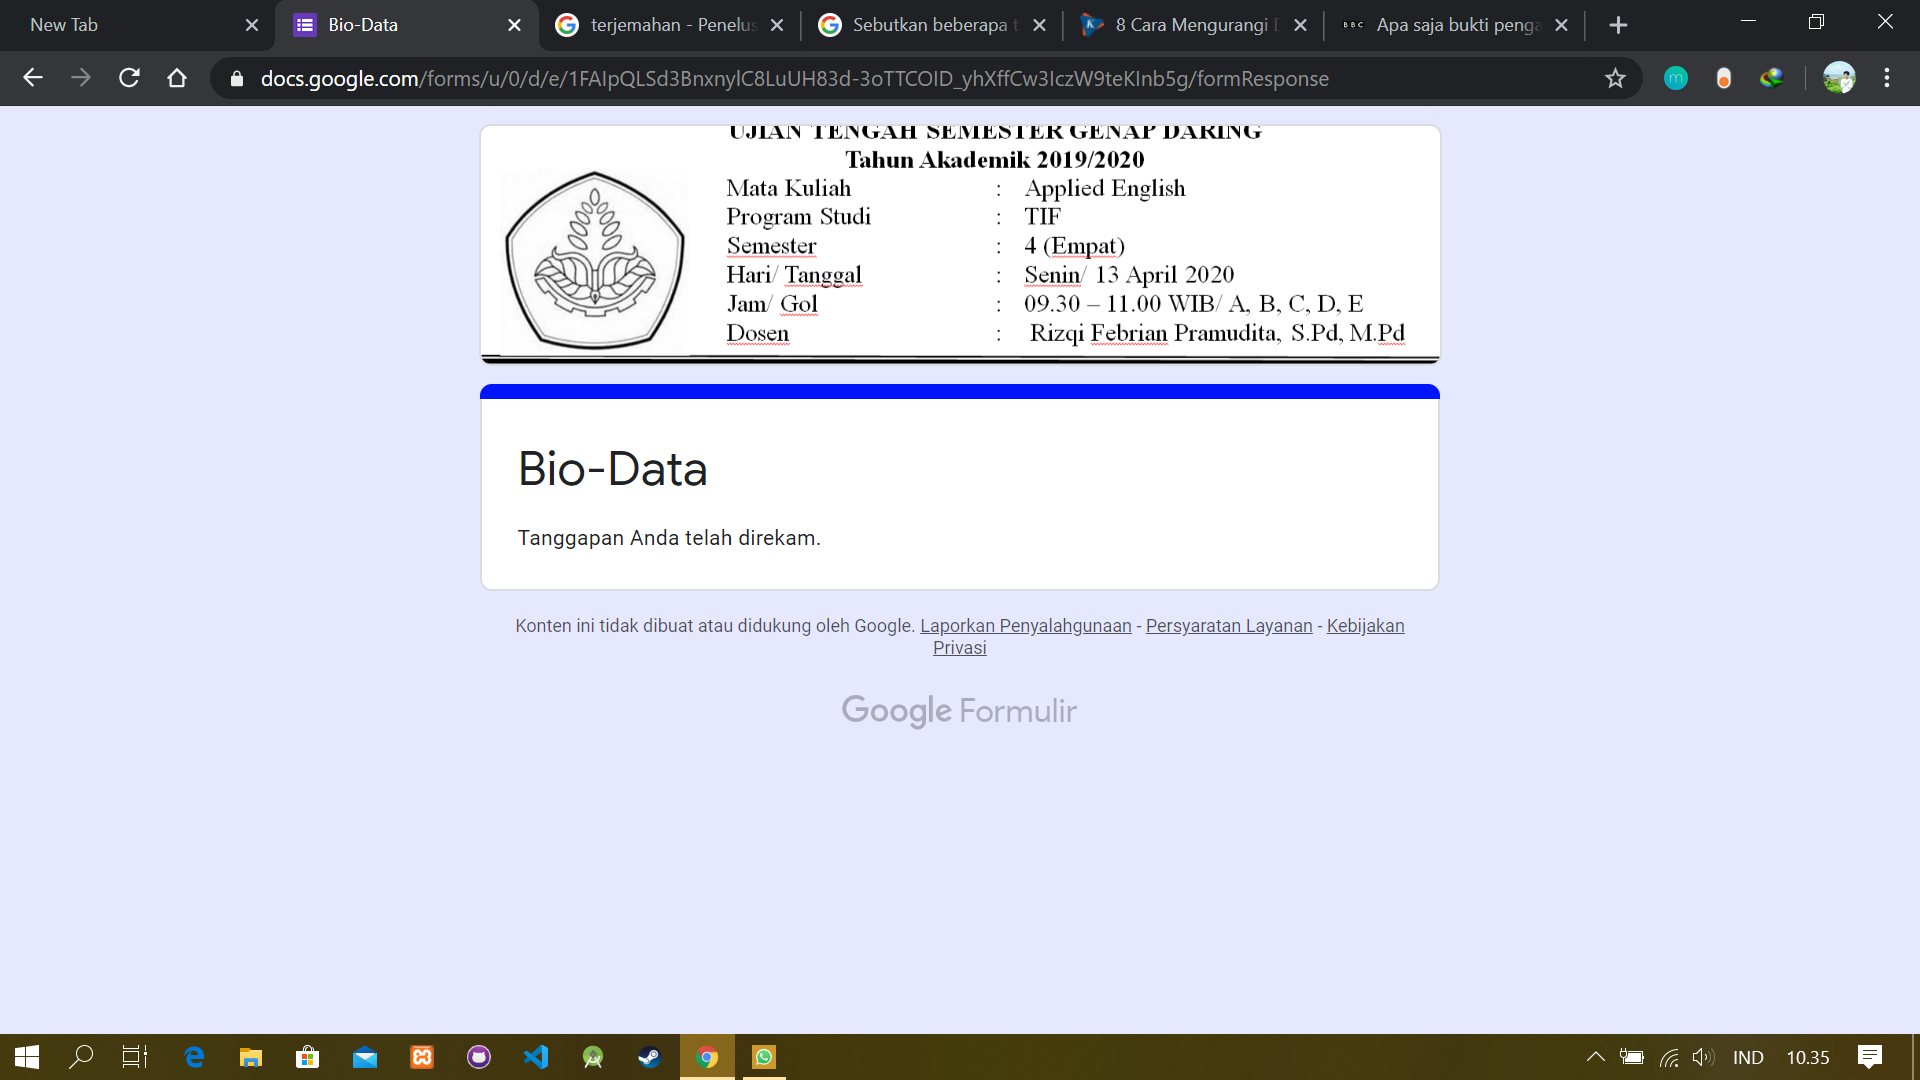 New Tab
Bio-Data
terjemahan - Penelus
Sebutkan beberapa t
8 Cara Mengurangi D
BBC
Apa saja bukti penga
docs.google.com/forms/u/0/d/e/1FAIpQLSd3BnxnylC8LuUH83d-3oTTCOID_yhXffCw3IczW9teKInb5g/formResponse
UJIAN TENGAH SEMESTER GENAP DARING
Tahun Akademik 2019/2020
Mata Kuliah : Applied English
Program Studi : TIF
Semester : 4 (Empat)
Hari/ Tanggal : Senin/ 13 April 2020
Jam/ Gol : 09.30 – 11.00 WIB/ A, B, C, D, E
Dosen : Rizqi Febrian Pramudita, S.Pd, M.Pd
Bio-Data
Tanggapan Anda telah direkam.
Konten ini tidak dibuat atau didukung oleh Google. Laporkan Penyalahgunaan - Persyaratan Layanan - Kebijakan
Privasi
Google Formulir
IND
10.35